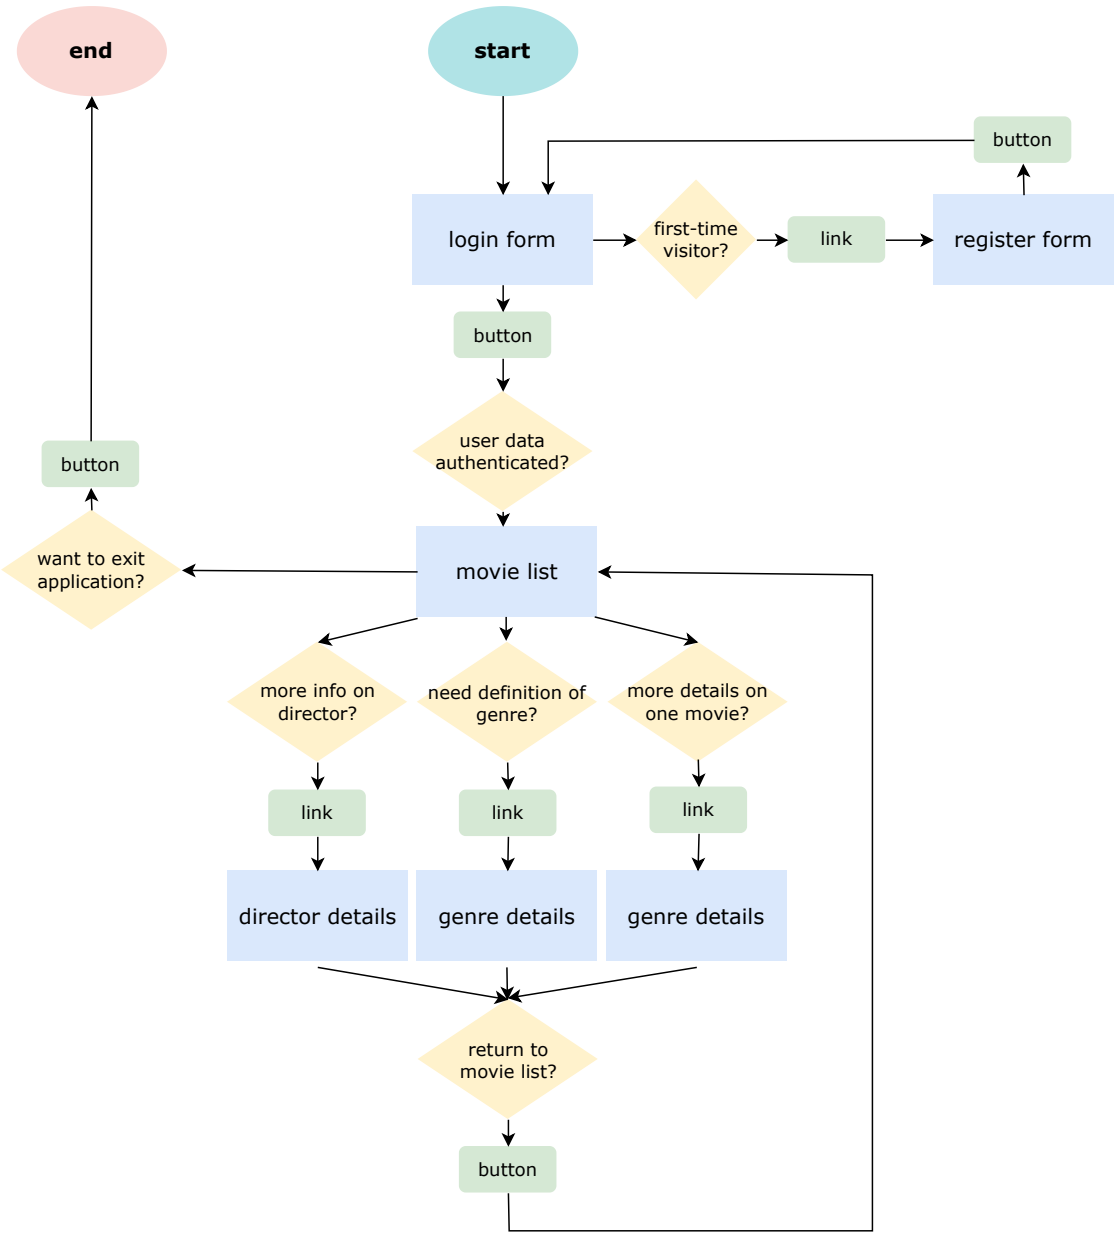 end
start
button
login form
first-time
visitor?
link
register form
button
user data
authenticated?
button
want to exit
application?
movie list
more info on
director?
need definition of
genre?
more details on
one movie?
link
link
link
director details
genre details
genre details
return to
movie list?
button